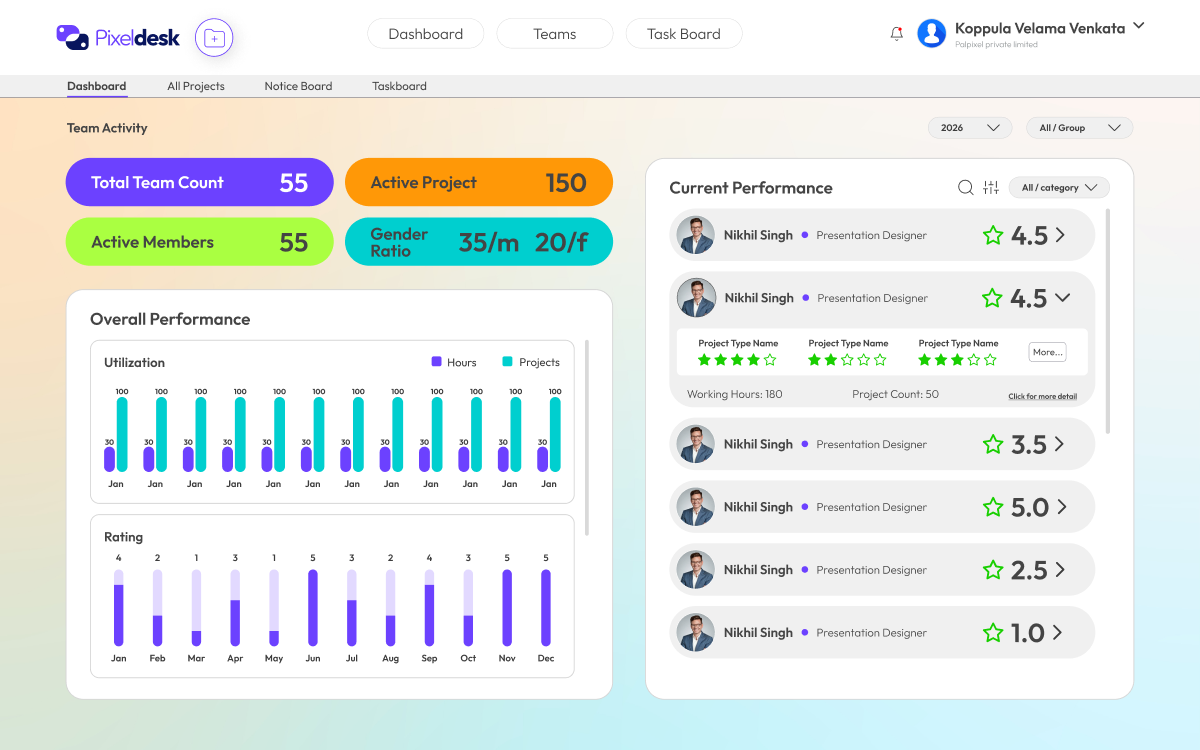 Pixeldesk
Dashboard
Teams
Task Board
Koppula Velama Venkata
Palpixel private limited
Dashboard
All Projects
Notice Board
Taskboard
Team Activity
2026
All / Group
Total Team Count 55
Active Project 150
Active Members 55
Gender
Ratio
35/m 20/f
Overall Performance
Utilization
Hours
Projects
100 100 100 100 100 100 100 100 100 100 100 100
30 30 30 30 30 30 30 30 30 30 30 30
Jan Jan Jan Jan Jan Jan Jan Jan Jan Jan Jan Jan
Rating
4 2 1 3 1 5 3 2 4 3 5 5
Jan Feb Mar Apr May Jun Jul Aug Sep Oct Nov Dec
Current Performance
All / category
Nikhil Singh Presentation Designer 4.5
Nikhil Singh Presentation Designer 4.5
Project Type Name Project Type Name Project Type Name
More...
Working Hours: 180 Project Count: 50 Click for more detail
Nikhil Singh Presentation Designer 3.5
Nikhil Singh Presentation Designer 5.0
Nikhil Singh Presentation Designer 2.5
Nikhil Singh Presentation Designer 1.0